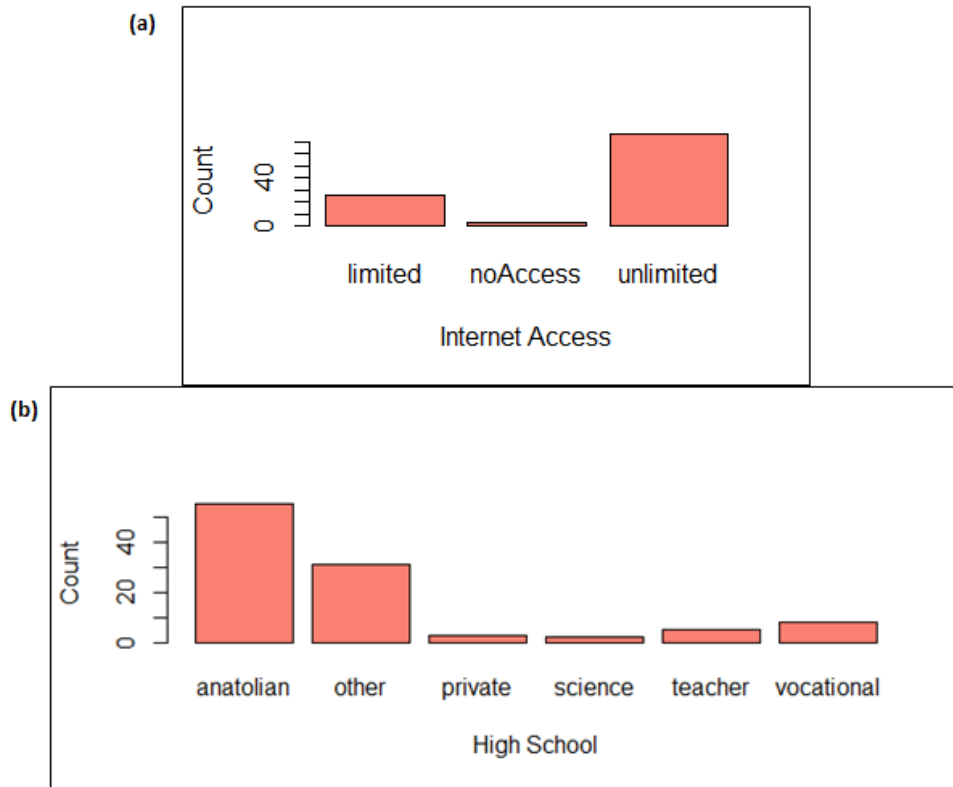 (a)
Count
40
0
limited noAccess unlimited
Internet Access
(b)
Count
40
20
0
anatolian other private science teacher vocational
High School